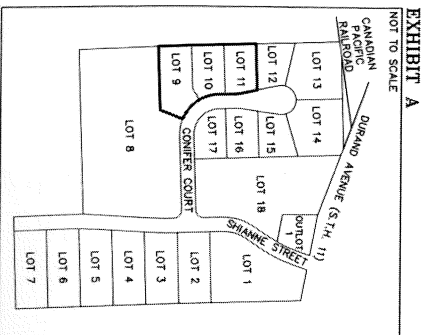 EXHIBIT A
NOT TO SCALE
CANADIAN
PACIFIC
RAILROAD
DURAND AVENUE (S.T.H. 11)
LOT 13
LOT 12
LOT 11
LOT 10
LOT 9
LOT 14
LOT 15
LOT 16
LOT 17
LOT 8
CONIFER COURT
LOT 18
OUTLOT
1
SHIANNE STREET
LOT 1
LOT 2
LOT 3
LOT 4
LOT 5
LOT 6
LOT 7